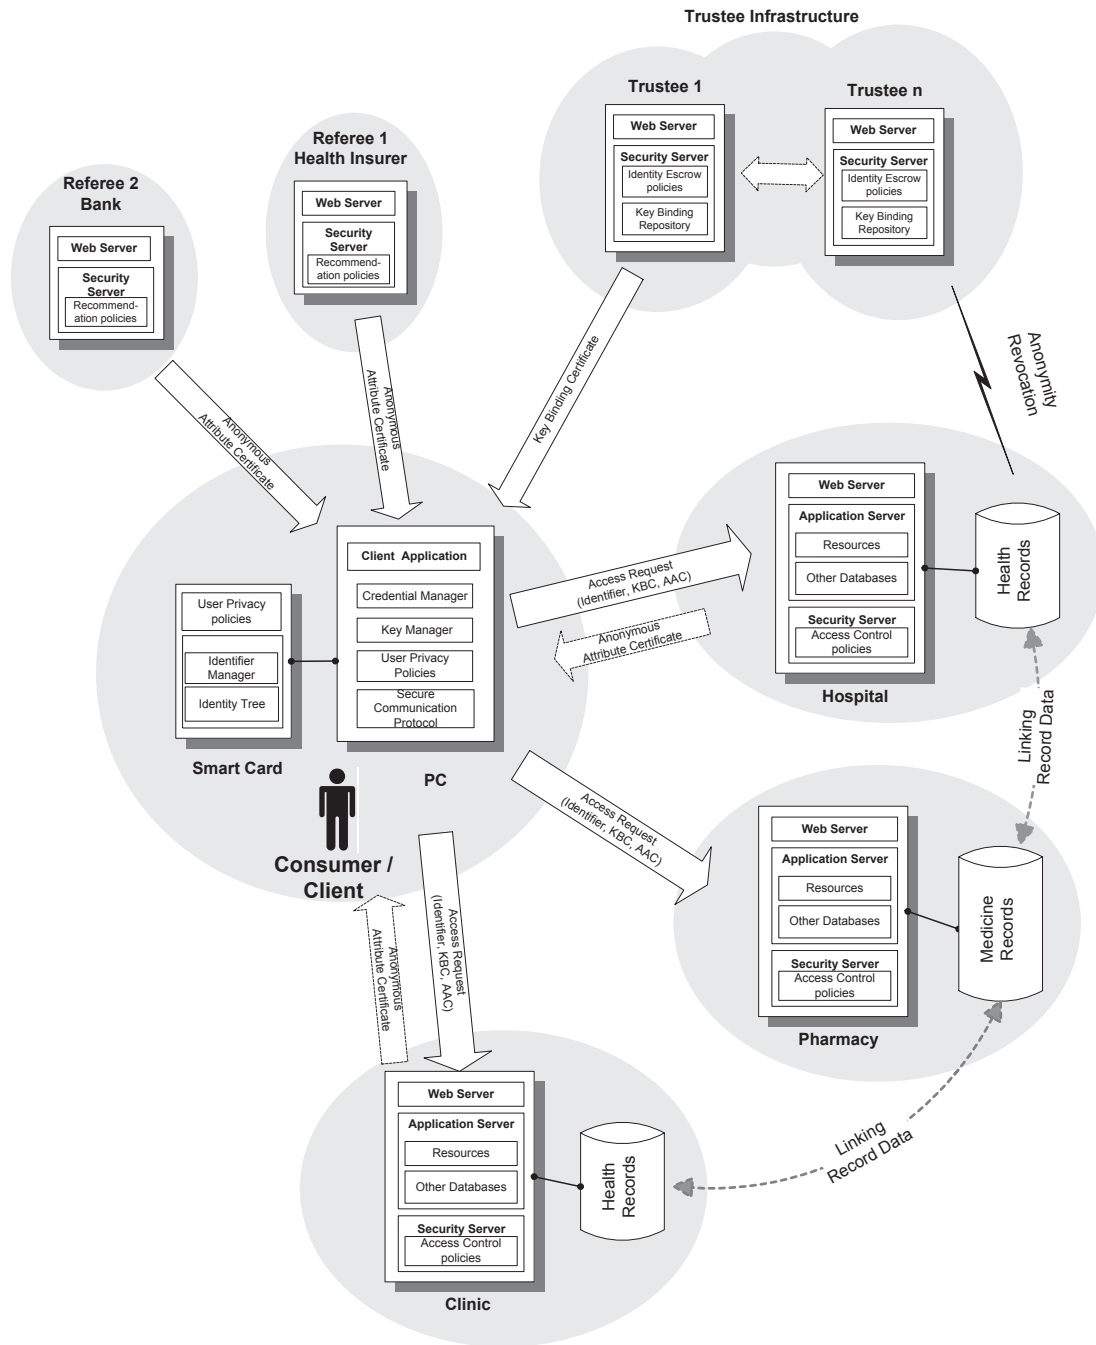 Trustee Infrastructure
Trustee 1
Web Server
Security Server
Identity Escrow
policies
Key Binding
Repository
Trustee n
Web Server
Security Server
Identity Escrow
policies
Key Binding
Repository
Referee 1
Health Insurer
Web Server
Security
Server
Recommend-
ation policies
Referee 2
Bank
Web Server
Security
Server
Recommend-
ation policies
Anonymous
Attribute Certificate
Anonymous
Attribute Certificate
Key Binding Certificate
Anonymity
Revocation
Client Application
Credential Manager
Key Manager
User Privacy
Policies
Secure
Communication
Protocol
PC
User Privacy
policies
Identifier
Manager
Identity Tree
Smart Card
Consumer /
Client
Access Request
(Identifier, KBC, AAC)
Anonymous
Attribute Certificate
Web Server
Application Server
Resources
Other Databases
Security Server
Access Control
policies
Hospital
Health
Records
Linking
Record Data
Access Request
(Identifier, KBC, AAC)
Web Server
Application Server
Resources
Other Databases
Security Server
Access Control
policies
Pharmacy
Medicine
Records
Linking
Record Data
Access Request
(Identifier, KBC, AAC)
Anonymous
Attribute Certificate
Web Server
Application Server
Resources
Other Databases
Security Server
Access Control
policies
Clinic
Health
Records